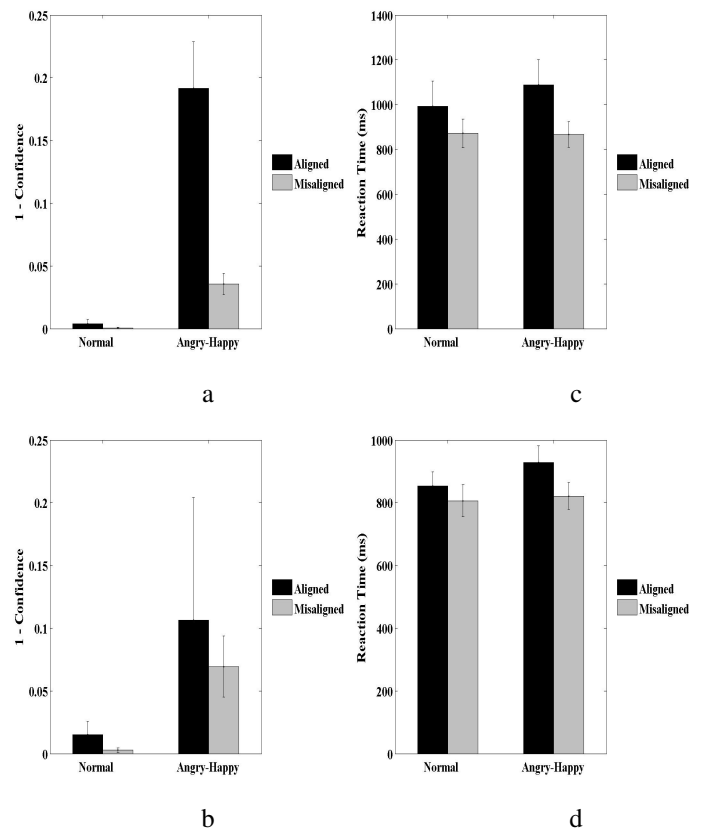 0.25
0.2
0.15
0.1
0.05
0
1 - Confidence
Normal
Angry-Happy
Aligned
Misaligned
a
1400
1200
1000
800
600
400
200
0
Reaction Time (ms)
Normal
Angry-Happy
Aligned
Misaligned
c
0.25
0.2
0.15
0.1
0.05
0
1 - Confidence
Normal
Angry-Happy
Aligned
Misaligned
b
1000
800
600
400
200
0
Reaction Time (ms)
Normal
Angry-Happy
Aligned
Misaligned
d